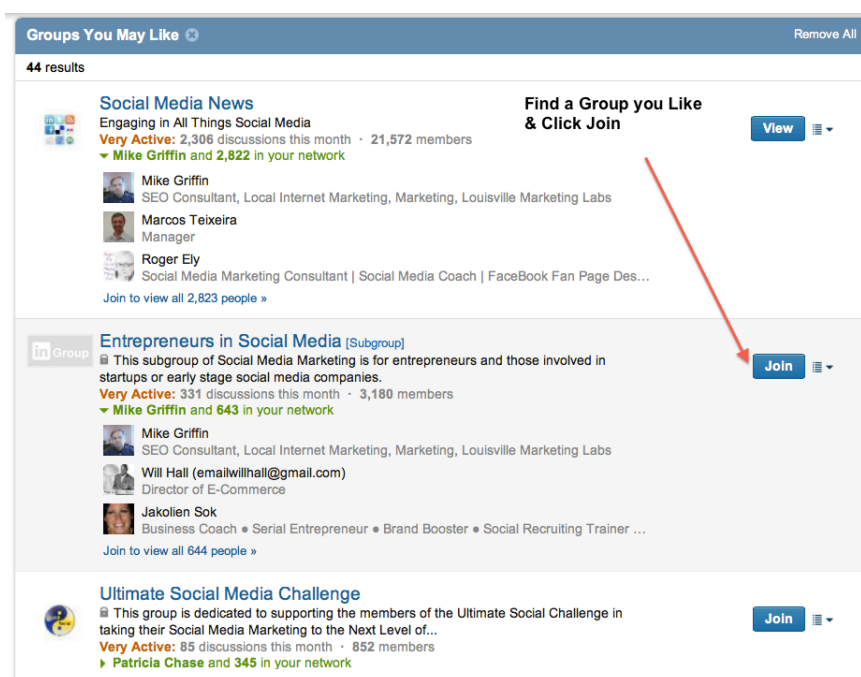 Groups You May Like
Remove All
44 results
Social Media News
Engaging in All Things Social Media
Very Active: 2,306 discussions this month · 21,572 members
Mike Griffin and 2,822 in your network
Mike Griffin
SEO Consultant, Local Internet Marketing, Marketing, Louisville Marketing Labs
Marcos Teixeira
Manager
Roger Ely
Social Media Marketing Consultant | Social Media Coach | FaceBook Fan Page Des...
Join to view all 2,823 people »
Find a Group you Like
& Click Join
View
in Group
Entrepreneurs in Social Media [Subgroup]
This subgroup of Social Media Marketing is for entrepreneurs and those involved in
startups or early stage social media companies.
Very Active: 331 discussions this month · 3,180 members
Mike Griffin and 643 in your network
Mike Griffin
SEO Consultant, Local Internet Marketing, Marketing, Louisville Marketing Labs
Will Hall (emailwillhall@gmail.com)
Director of E-Commerce
Jakolien Sok
Business Coach ● Serial Entrepreneur ● Brand Booster ● Social Recruiting Trainer ...
Join to view all 644 people »
Join
Ultimate Social Media Challenge
This group is dedicated to supporting the members of the Ultimate Social Challenge in
taking their Social Media Marketing to the Next Level of...
Very Active: 85 discussions this month · 852 members
Patricia Chase and 345 in your network
Join